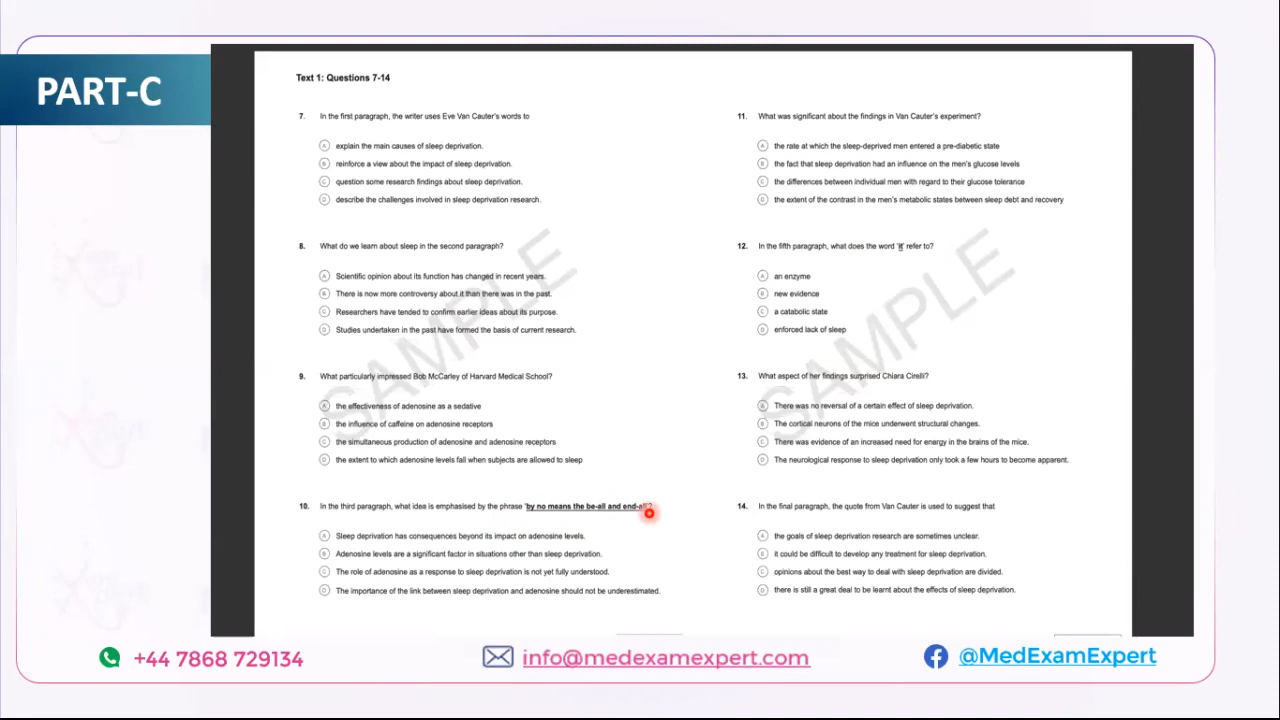 PART-C
Text 1: Questions 7-14
7. In the first paragraph, the writer uses Eve Van Cauter's words to
A explain the main causes of sleep deprivation.
B reinforce a view about the impact of sleep deprivation.
C question some research findings about sleep deprivation.
D describe the challenges involved in sleep deprivation research.
8. What do we learn about sleep in the second paragraph?
A Scientific opinion about its function has changed in recent years.
B There is now more controversy about it than there was in the past.
C Researchers have tended to confirm earlier ideas about its purpose.
D Studies undertaken in the past have formed the basis of current research.
9. What particularly impressed Bob McCarley of Harvard Medical School?
A the effectiveness of adenosine as a sedative
B the influence of caffeine on adenosine receptors
C the simultaneous production of adenosine and adenosine receptors
D the extent to which adenosine levels fall when subjects are allowed to sleep
10. In the third paragraph, what idea is emphasised by the phrase 'by no means the be-all and end-all'?
A Sleep deprivation has consequences beyond its impact on adenosine levels.
B Adenosine levels are a significant factor in situations other than sleep deprivation.
C The role of adenosine as a response to sleep deprivation is not yet fully understood.
D The importance of the link between sleep deprivation and adenosine should not be underestimated.
SAMPLE
11. What was significant about the findings in Van Cauter's experiment?
A the rate at which the sleep-deprived men entered a pre-diabetic state
B the fact that sleep deprivation had an influence on the men's glucose levels
C the differences between individual men with regard to their glucose tolerance
D the extent of the contrast in the men's metabolic states between sleep debt and recovery
12. In the fifth paragraph, what does the word 'it' refer to?
A an enzyme
B new evidence
C a catabolic state
D enforced lack of sleep
13. What aspect of her findings surprised Chiara Cirelli?
A There was no reversal of a certain effect of sleep deprivation.
B The cortical neurons of the mice underwent structural changes.
C There was evidence of an increased need for energy in the brains of the mice.
D The neurological response to sleep deprivation only took a few hours to become apparent.
14. In the final paragraph, the quote from Van Cauter is used to suggest that
A the goals of sleep deprivation research are sometimes unclear.
B it could be difficult to develop any treatment for sleep deprivation.
C opinions about the best way to deal with sleep deprivation are divided.
D there is still a great deal to be learnt about the effects of sleep deprivation.
SAMPLE
+44 7868 729134
info@medexamexpert.com
@MedExamExpert